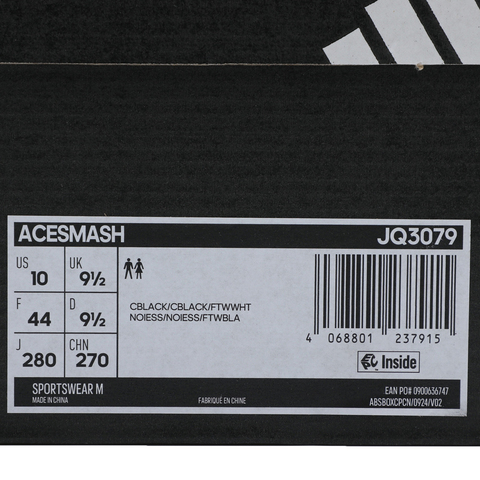 ACESMASH JQ3079
US 10 UK 9½
F 44 D 9½
J 280 CHN 270
CBLACK/CBLACK/FTWWHT
NOIESS/NOIESS/FTWBLA
4 068801 237915
Inside
SPORTSWEAR M
MADE IN CHINA
FABRIQUÉ EN CHINE
EAN PO# 0900636747
ABSBOXCPCN/0924/V02